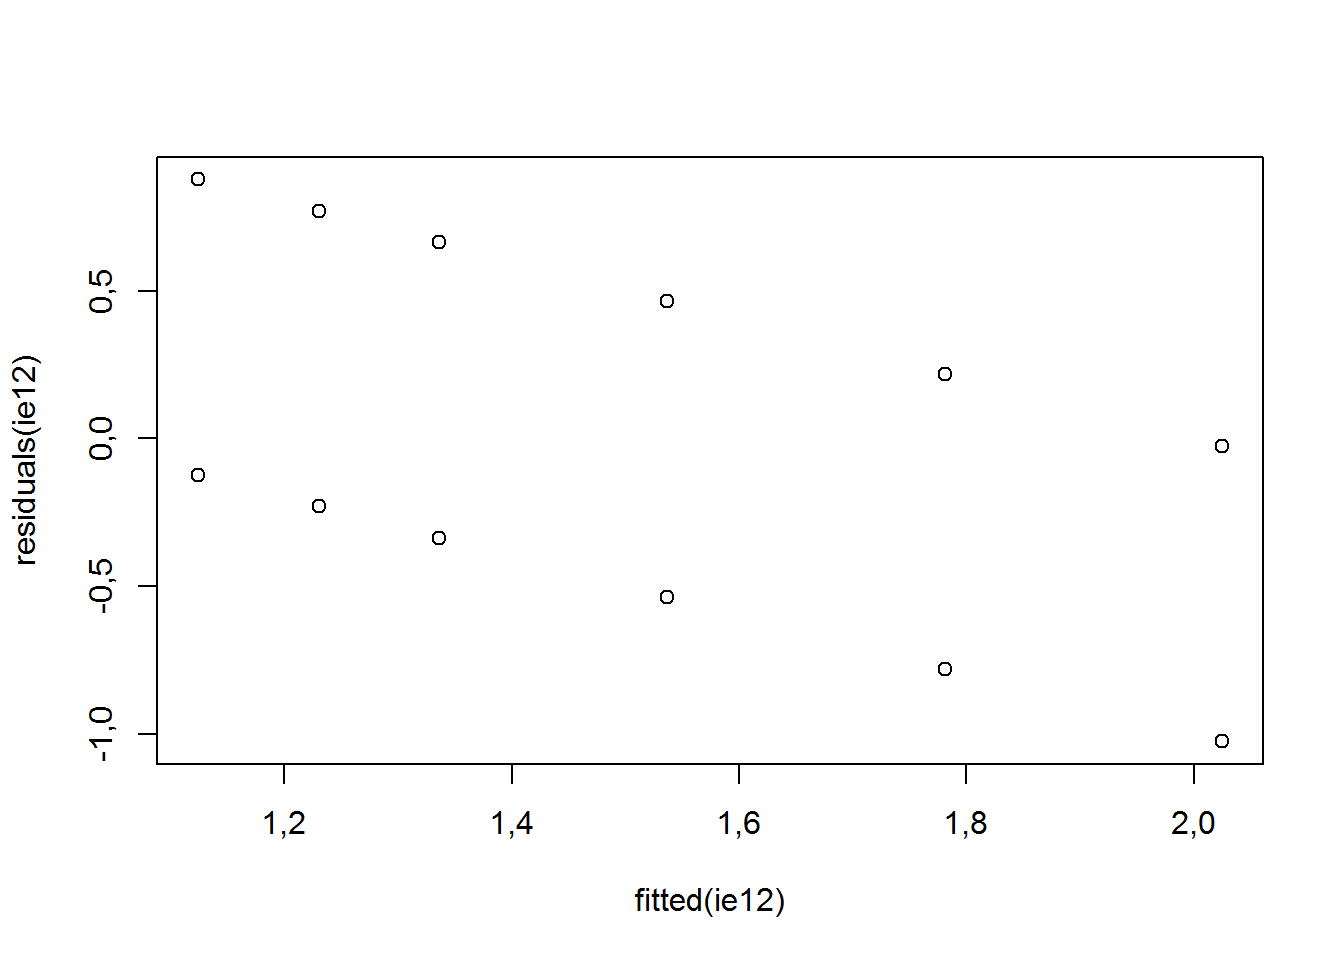 residuals(ie12)
0,5
0,0
-0,5
-1,0
1,2 1,4 1,6 1,8 2,0
fitted(ie12)